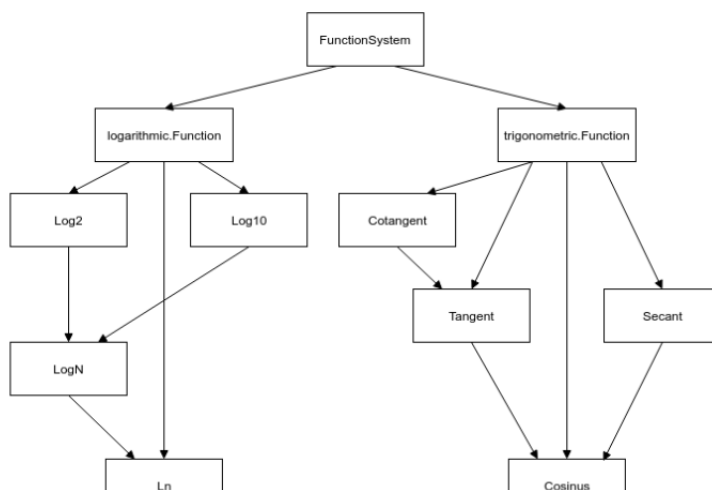 FunctionSystem
logarithmic.Function
trigonometric.Function
Log2
Log10
Cotangent
Tangent
Secant
LogN
Ln
Cosinus